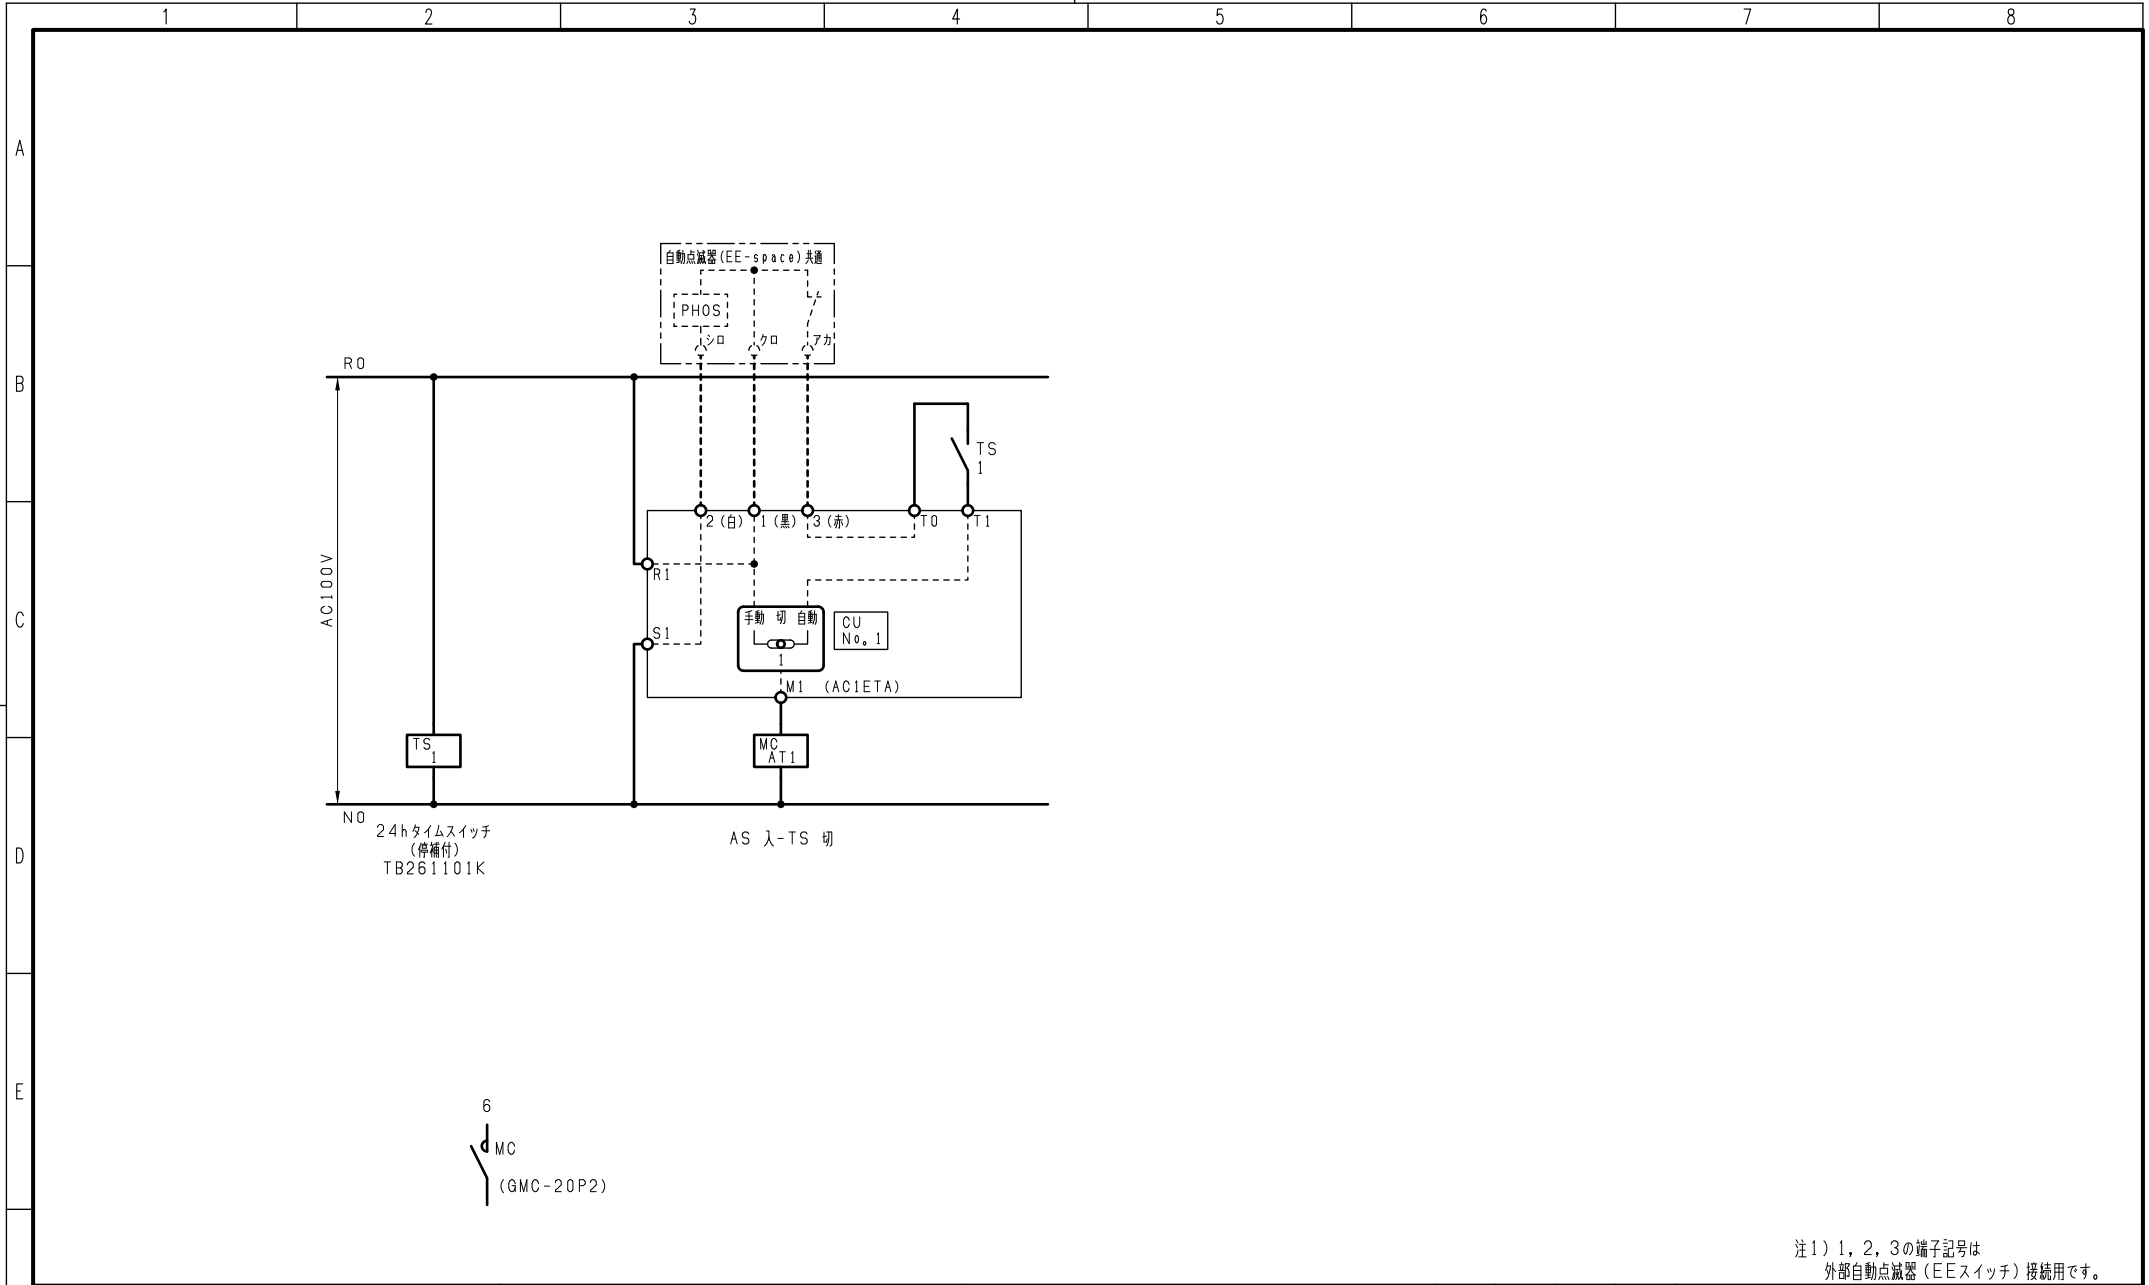 1 2 3 4 5 6 7 8
A
B
C
D
E
自動点滅器(EE-space)共通
PHOS
シロ クロ アカ
R0
TS
1
2(白) 1(黒) 3(赤) T0 T1
R1
AC100V
手動 切 自動
CU
No. 1
S1
1
M1 (AC1ETA)
TS
1
MC
AT1
N0
24hタイムスイッチ
(停補付)
TB261101K
AS 入-TS 切
6
MC
(GMC-20P2)
注1) 1, 2, 3の端子記号は
外部自動点滅器(EEスイッチ)接続用です。